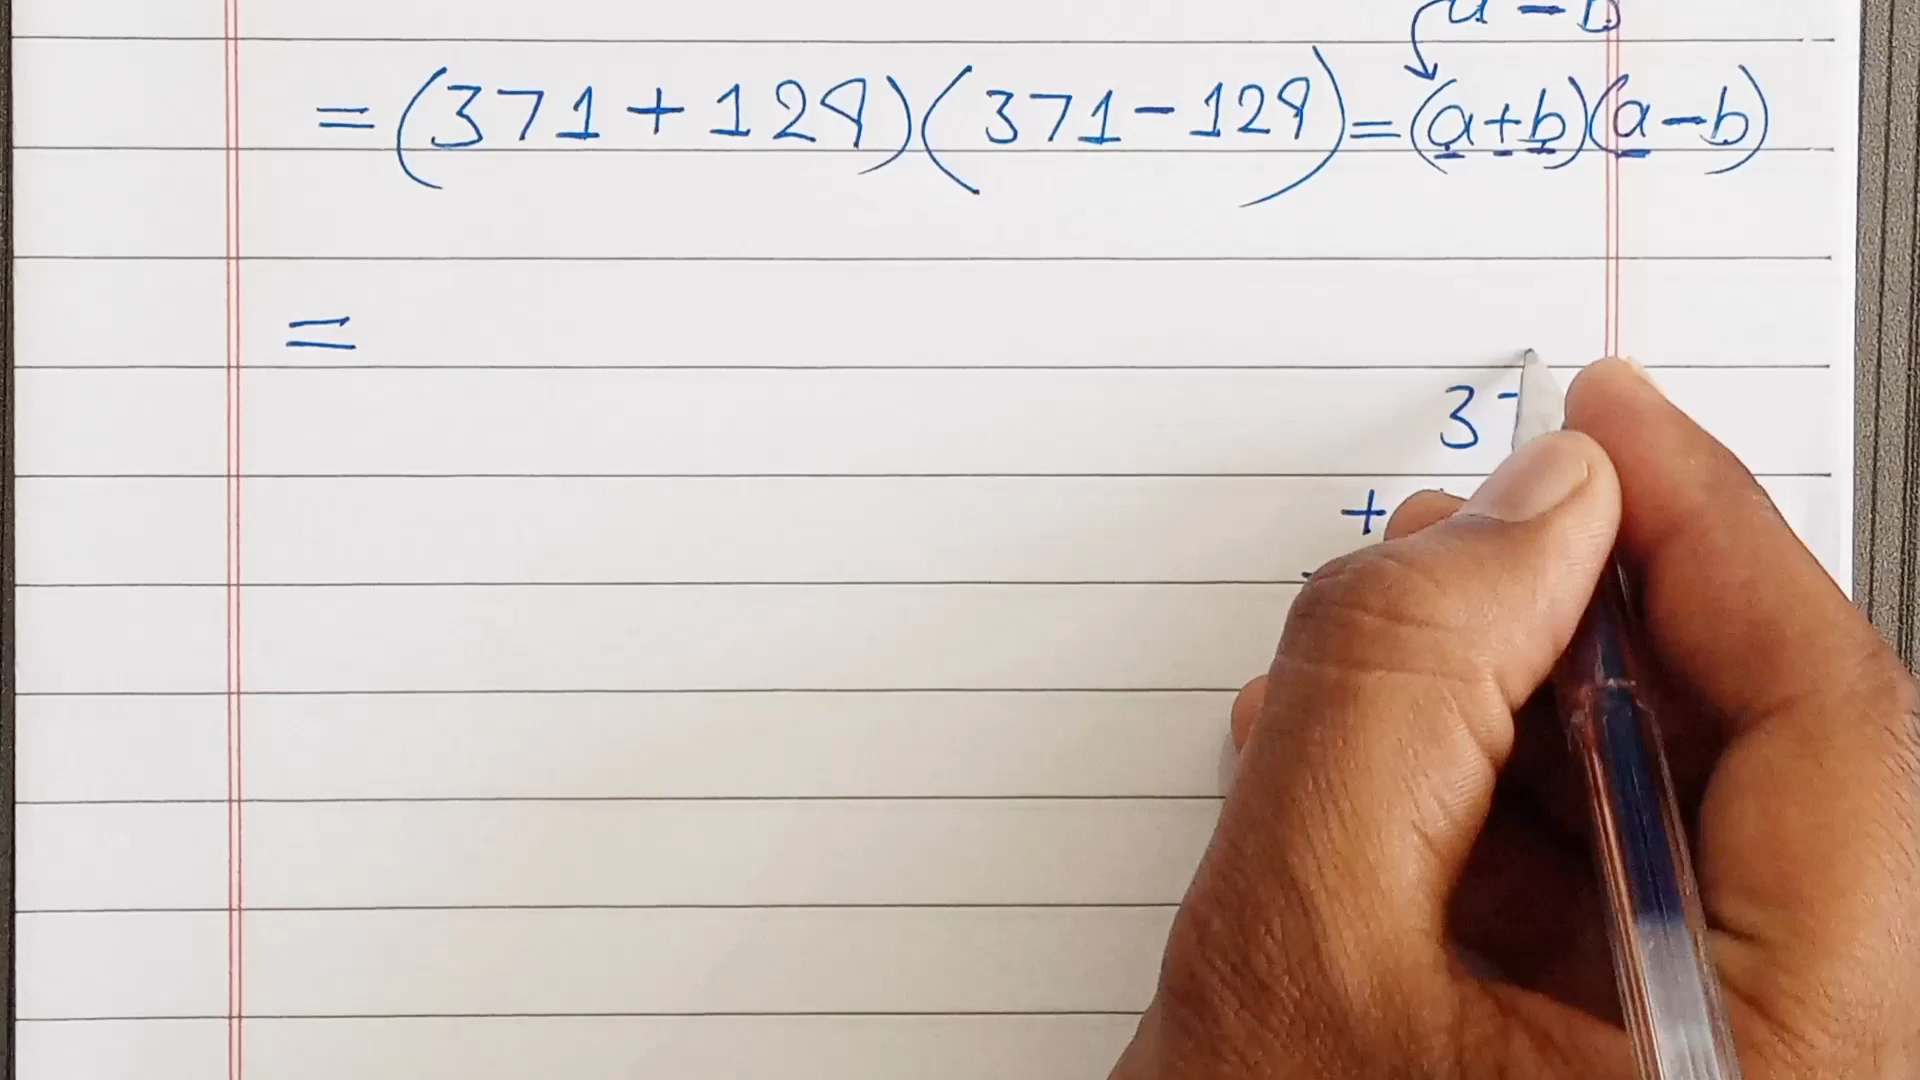 a - b
= (371 + 129)(371 - 129) = (a+b)(a-b)
=
3
+